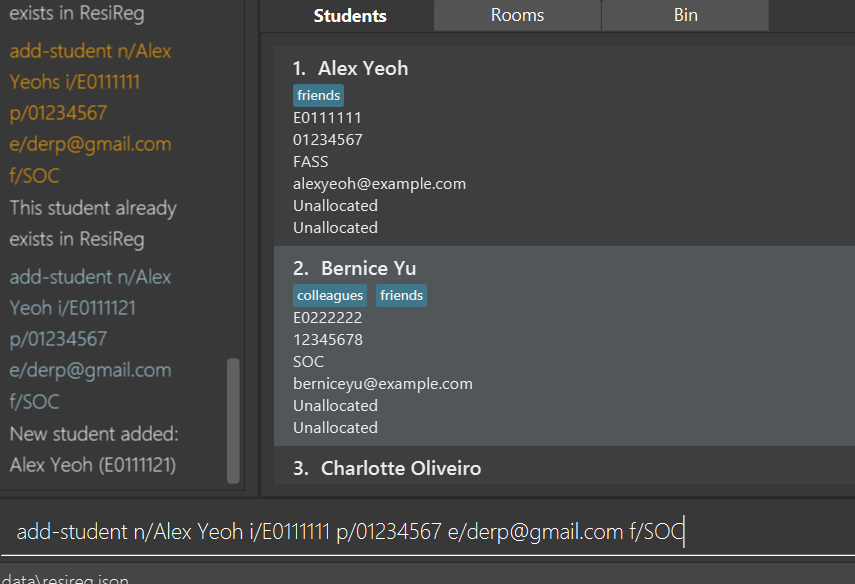 exists in ResiReg
add-student n/Alex
Yeohs i/E0111111
p/01234567
e/derp@gmail.com
f/SOC
This student already
exists in ResiReg
add-student n/Alex
Yeoh i/E0111121
p/01234567
e/derp@gmail.com
f/SOC
New student added:
Alex Yeoh (E0111121)
Students Rooms Bin
1. Alex Yeoh
friends
E0111111
01234567
FASS
alexyeoh@example.com
Unallocated
Unallocated
2. Bernice Yu
colleagues friends
E0222222
12345678
SOC
berniceyu@example.com
Unallocated
Unallocated
3. Charlotte Oliveiro
add-student n/Alex Yeoh i/E0111111 p/01234567 e/derp@gmail.com f/SOC
data\resireg.json